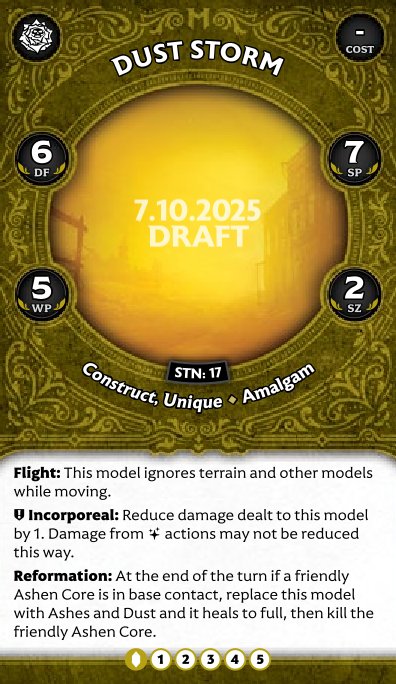 DUST STORM
-
COST
6
DF
7
SP
7.10.2025
DRAFT
5
WP
2
SZ
STN: 17
Construct, Unique ◆ Amalgam
Flight: This model ignores terrain and other models
while moving.
Incorporeal: Reduce damage dealt to this model
by 1. Damage from actions may not be reduced
this way.
Reformation: At the end of the turn if a friendly
Ashen Core is in base contact, replace this model
with Ashes and Dust and it heals to full, then kill the
friendly Ashen Core.
1 2 3 4 5